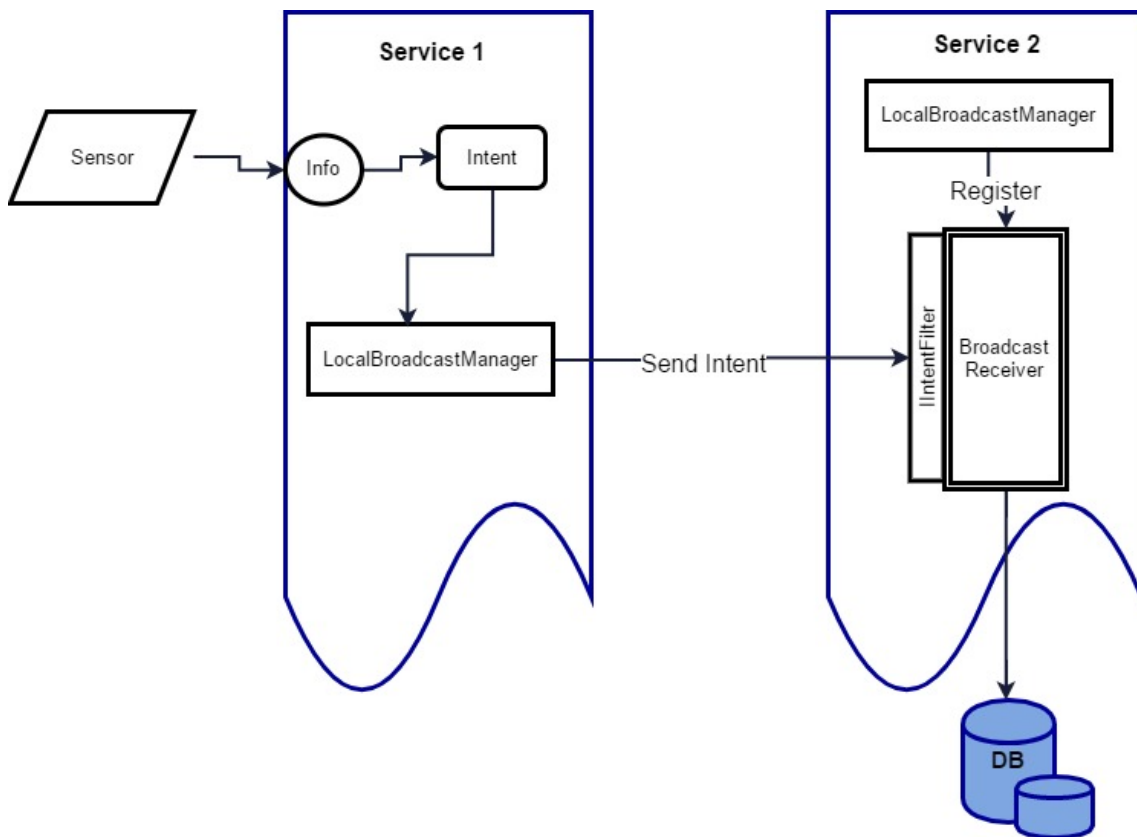 Service 1
Service 2
LocalBroadcastManager
Sensor
Info
Intent
Register
IIntentFilter
Broadcast
Receiver
LocalBroadcastManager
Send Intent
DB